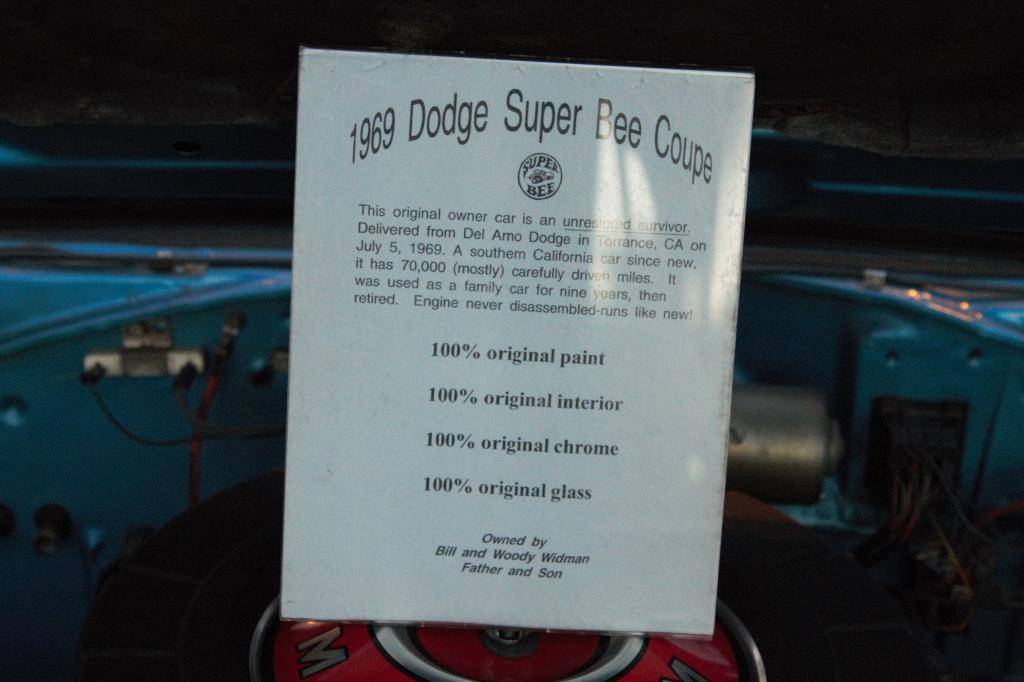 1969 Dodge Super Bee Coupe
SUPER
BEE
This original owner car is an unrestored survivor.
Delivered from Del Amo Dodge in Torrance, CA on
July 5, 1969. A southern California car since new,
it has 70,000 (mostly) carefully driven miles. It
was used as a family car for nine years, then
retired. Engine never disassembled-runs like new!
100% original paint
100% original interior
100% original chrome
100% original glass
Owned by
Bill and Woody Widman
Father and Son
M